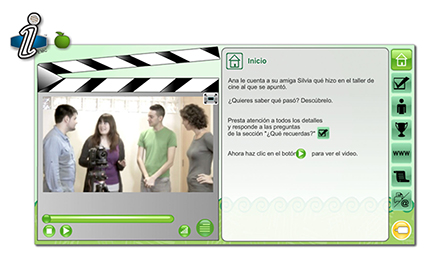 Inicio
Ana le cuenta a su amiga Silvia qué hizo en el taller de
cine al que se apuntó.
¿Quieres saber qué pasó? Descúbrelo.
Presta atención a todos los detalles
y responde a las preguntas
de la sección "¿Qué recuerdas?"
Ahora haz clic en el botón para ver el video.
www